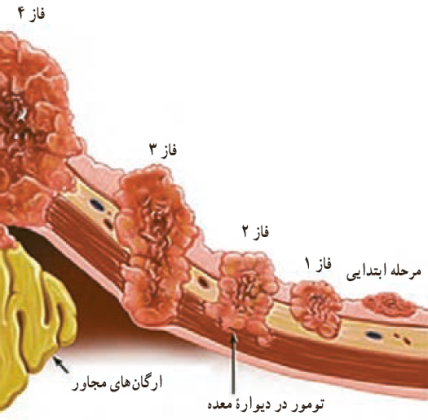 فاز ۴
فاز ۳
فاز ۲
فاز ۱
مرحله ابتدایی
ارگان‌های مجاور
تومور در دیوارهٔ معده